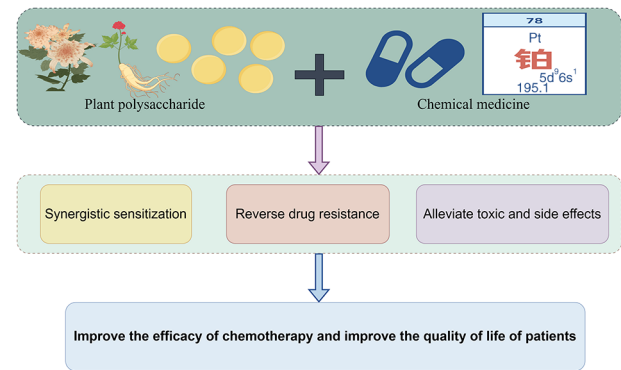 78
Pt
铂
5d⁹6s¹
195.1
Plant polysaccharide
Chemical medicine
Synergistic sensitization
Reverse drug resistance
Alleviate toxic and side effects
Improve the efficacy of chemotherapy and improve the quality of life of patients